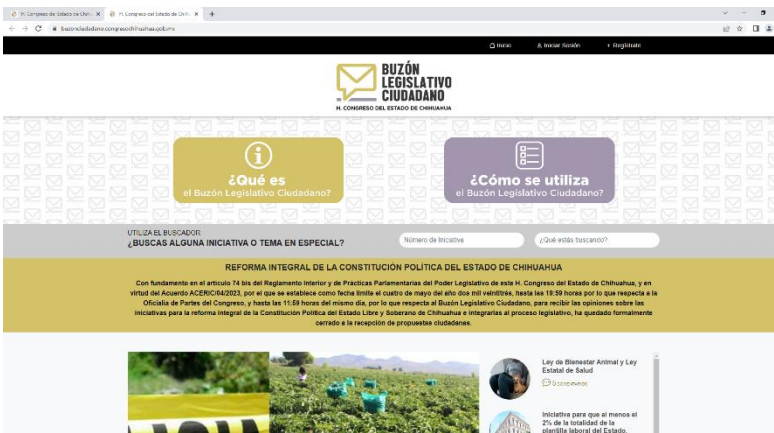 H. Congreso del Estado de Chih
H. Congreso del Estado de Chih
buzonciudadano.congresochihuahua.gob.mx
Inicio
Iniciar Sesión
+ Regístrate
BUZÓN
LEGISLATIVO
CIUDADANO
H. CONGRESO DEL ESTADO DE CHIHUAHUA
¿Qué es
el Buzón Legislativo Ciudadano?
¿Cómo se utiliza
el Buzón Legislativo Ciudadano?
UTILIZA EL BUSCADOR
¿BUSCAS ALGUNA INICIATIVA O TEMA EN ESPECIAL?
Número de Iniciativa
¿Qué estás buscando?
REFORMA INTEGRAL DE LA CONSTITUCIÓN POLÍTICA DEL ESTADO DE CHIHUAHUA
Con fundamento en el artículo 74 bis del Reglamento Interior y de Prácticas Parlamentarias del Poder Legislativo de este H. Congreso del Estado de Chihuahua, y en
virtud del Acuerdo ACERIC/04/2023, por el que se establece como fecha límite el cuatro de mayo del año dos mil veintitrés, hasta las 19:59 horas por lo que respecta a la
Oficialía de Partes del Congreso, y hasta las 11:59 horas del mismo día, por lo que respecta al Buzón Legislativo Ciudadano, para recibir las opiniones sobre las
iniciativas para la reforma integral de la Constitución Política del Estado Libre y Soberano de Chihuahua e integrarlas al proceso legislativo, ha quedado formalmente
cerrado a la recepción de propuestas ciudadanas.
Ley de Bienestar Animal y Ley
Estatal de Salud
Iniciativa para que al menos el
2% de la totalidad de la
plantilla laboral del Estado,